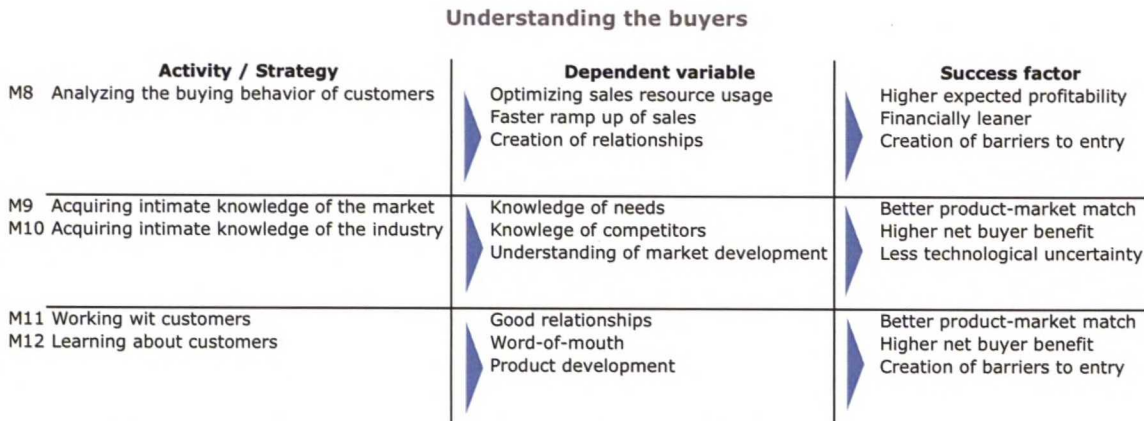 Understanding the buyers
Activity / Strategy Dependent variable Success factor
M8 Analyzing the buying behavior of customers Optimizing sales resource usage Higher expected profitability
Faster ramp up of sales Financially leaner
Creation of relationships Creation of barriers to entry
M9 Acquiring intimate knowledge of the market Knowledge of needs Better product-market match
M10 Acquiring intimate knowledge of the industry Knowlege of competitors Higher net buyer benefit
Understanding of market development Less technological uncertainty
M11 Working wit customers Good relationships Better product-market match
M12 Learning about customers Word-of-mouth Higher net buyer benefit
Product development Creation of barriers to entry